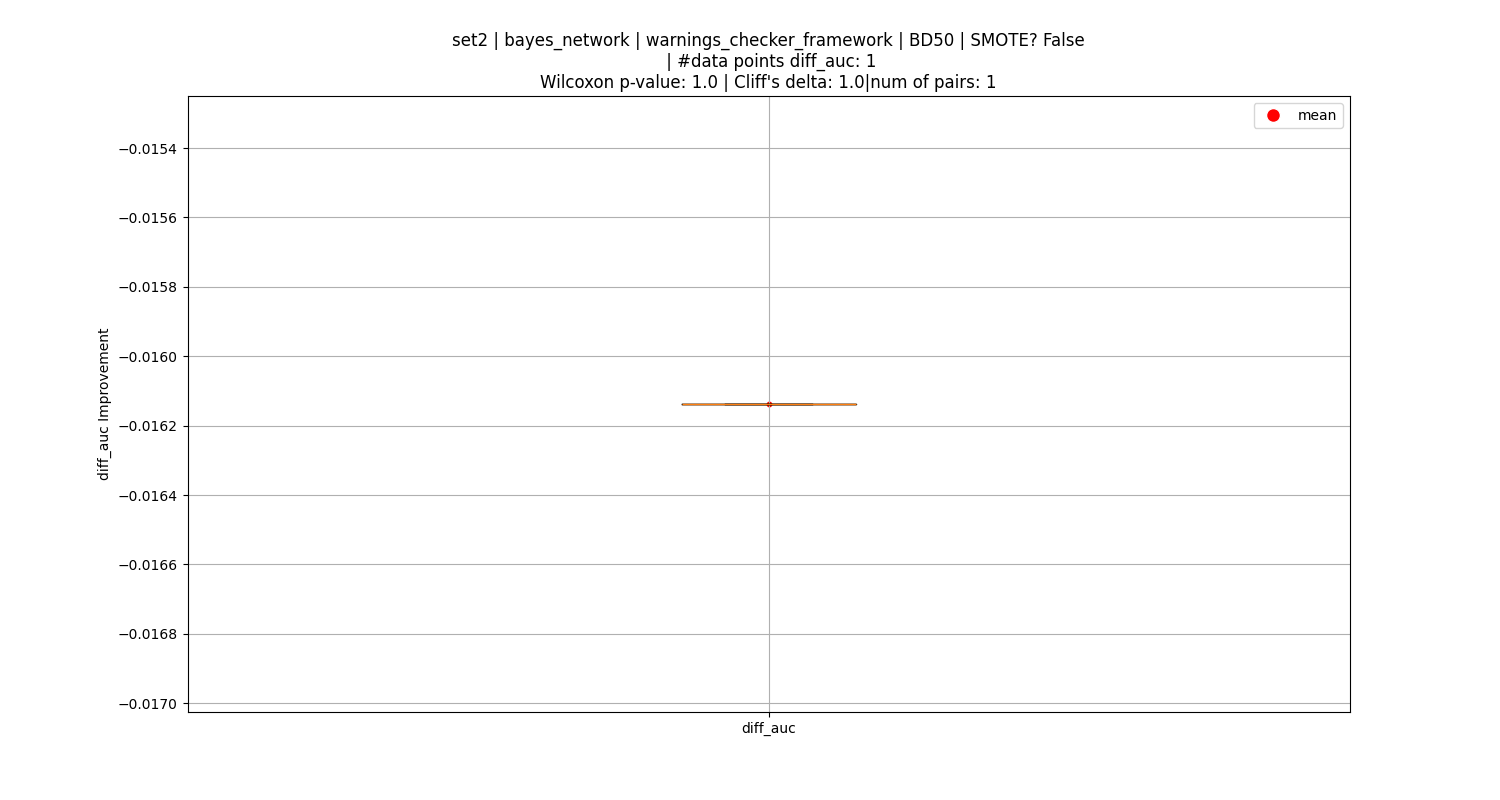 set2 | bayes_network | warnings_checker_framework | BD50 | SMOTE? False
| #data points diff_auc: 1
Wilcoxon p-value: 1.0 | Cliff's delta: 1.0|num of pairs: 1
mean
−0.0154
−0.0156
−0.0158
−0.0160
−0.0162
−0.0164
−0.0166
−0.0168
−0.0170
diff_auc Improvement
diff_auc